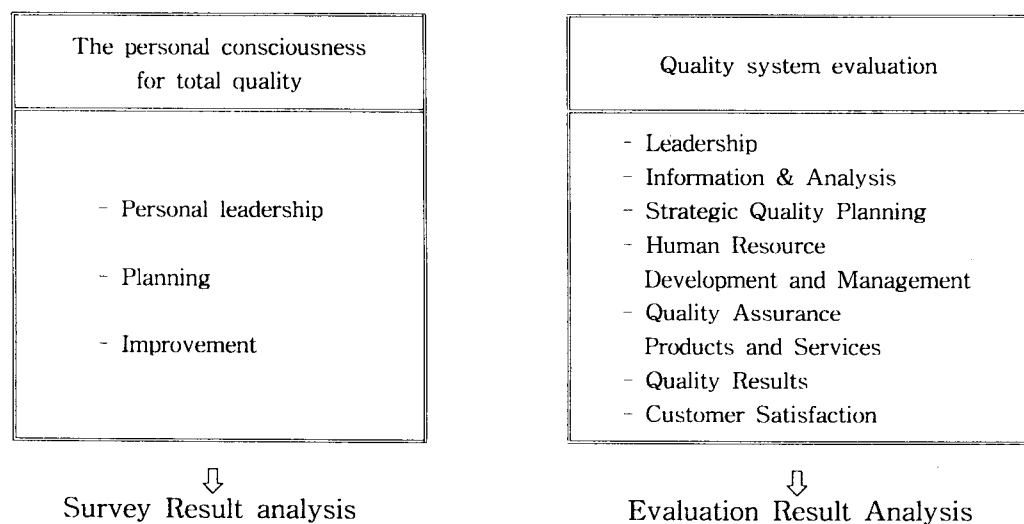 The personal consciousness
for total quality
- Personal leadership
- Planning
- Improvement
Survey Result analysis
Quality system evaluation
- Leadership
- Information & Analysis
- Strategic Quality Planning
- Human Resource
Development and Management
- Quality Assurance
Products and Services
- Quality Results
- Customer Satisfaction
Evaluation Result Analysis